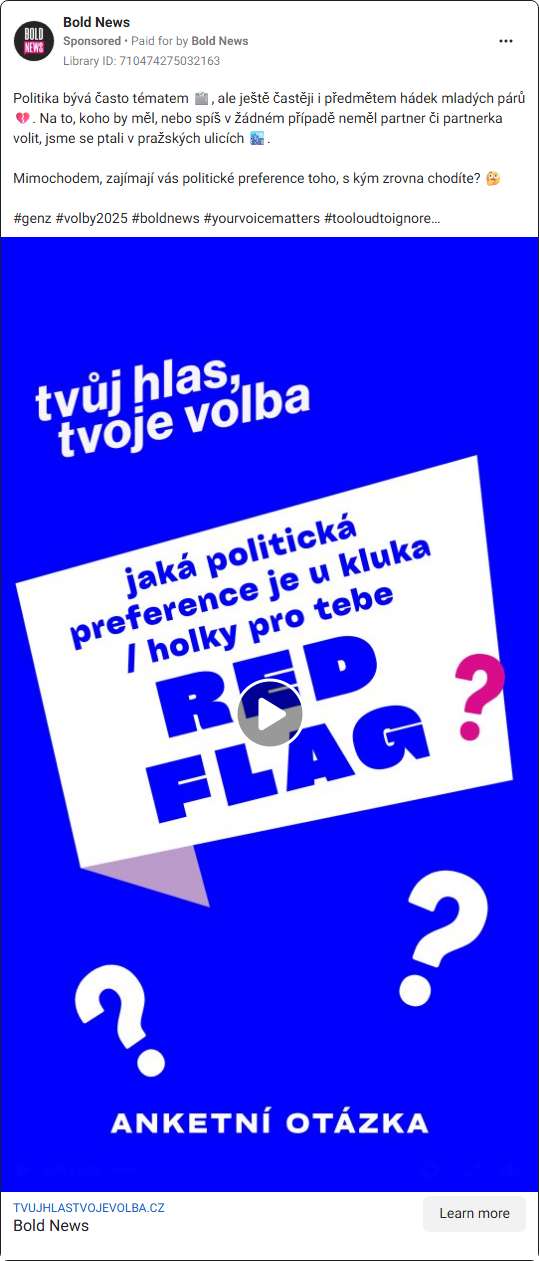 Bold News
Sponsored • Paid for by Bold News
Library ID: 710474275032163
Politika bývá často tématem 🏙️, ale ještě častěji i předmětem hádek mladých párů
💔. Na to, koho by měl, nebo spíš v žádném případě neměl partner či partnerka
volit, jsme se ptali v pražských ulicích 🌃.
Mimochodem, zajímají vás politické preference toho, s kým zrovna chodíte? 🤔
#genz #volby2025 #boldnews #yourvoicematters #tooloudtoignore...
BOLD
NEWS
tvůj hlas,
tvoje volba
jaká politická
preference je u kluka
/ holky pro tebe
RED
FLAG?
ANKETNÍ OTÁZKA
TVUJHLASTVOJEVOLBA.CZ
Bold News
Learn more